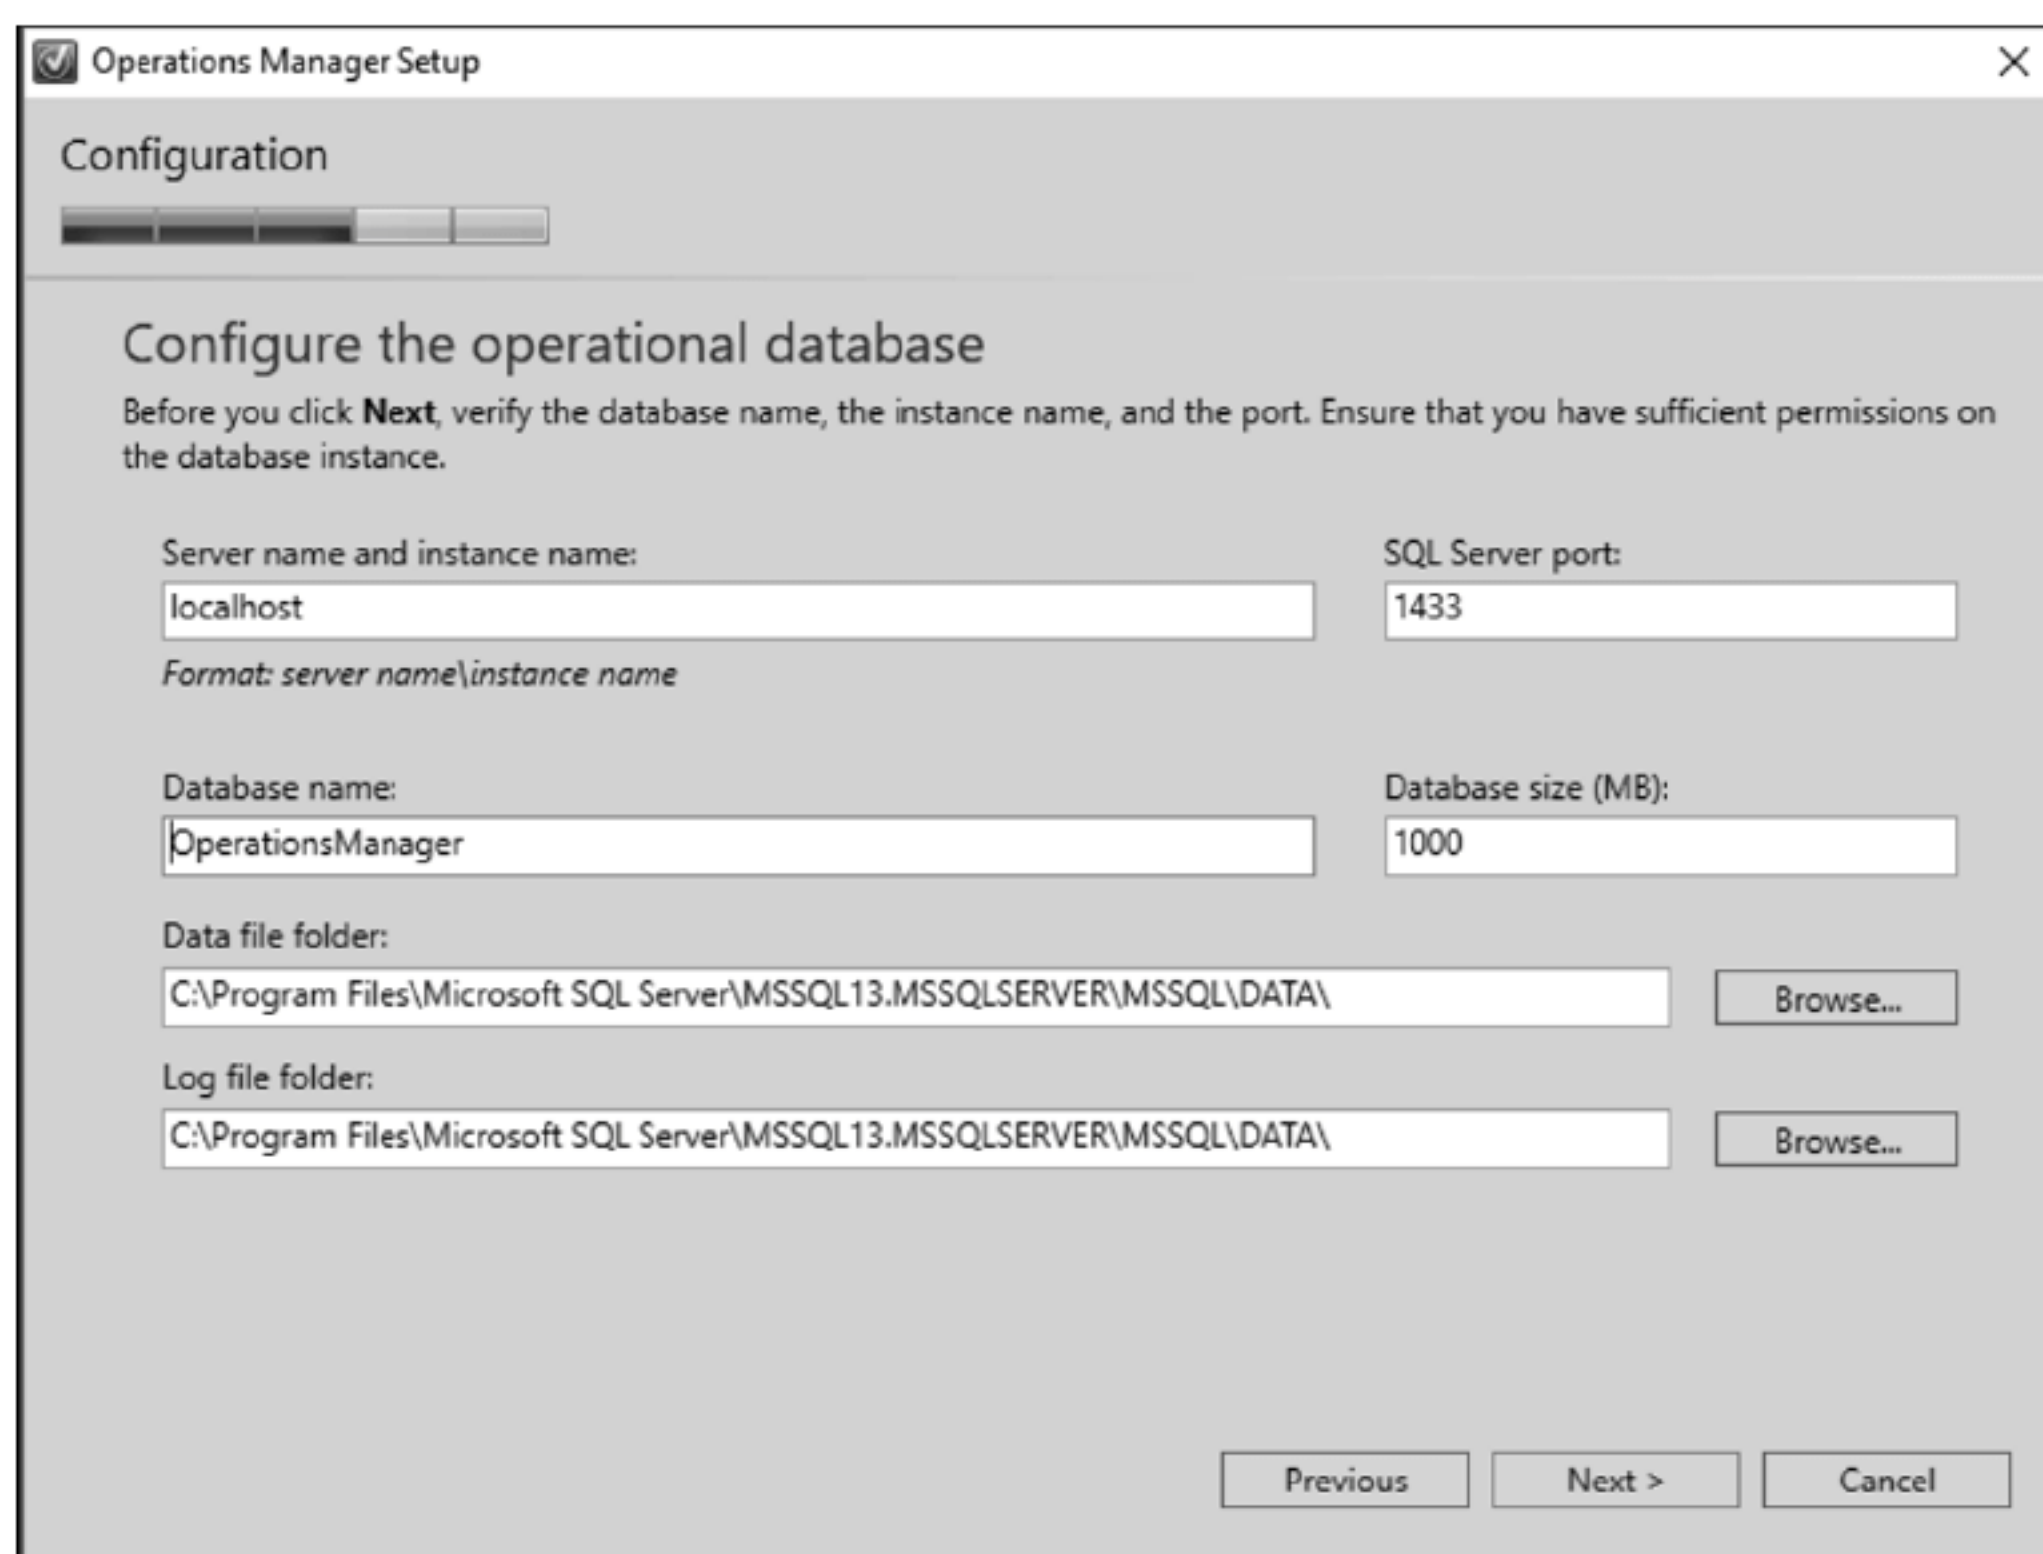 Operations Manager Setup
Configuration
Configure the operational database
Before you click Next, verify the database name, the instance name, and the port. Ensure that you have sufficient permissions on
the database instance.
Server name and instance name:
SQL Server port:
localhost
1433
Format: server name\instance name
Database name:
Database size (MB):
OperationsManager
1000
Data file folder:
C:\Program Files\Microsoft SQL Server\MSSQL13.MSSQLSERVER\MSSQL\DATA\
Browse...
Log file folder:
C:\Program Files\Microsoft SQL Server\MSSQL13.MSSQLSERVER\MSSQL\DATA\
Browse...
Previous
Next >
Cancel